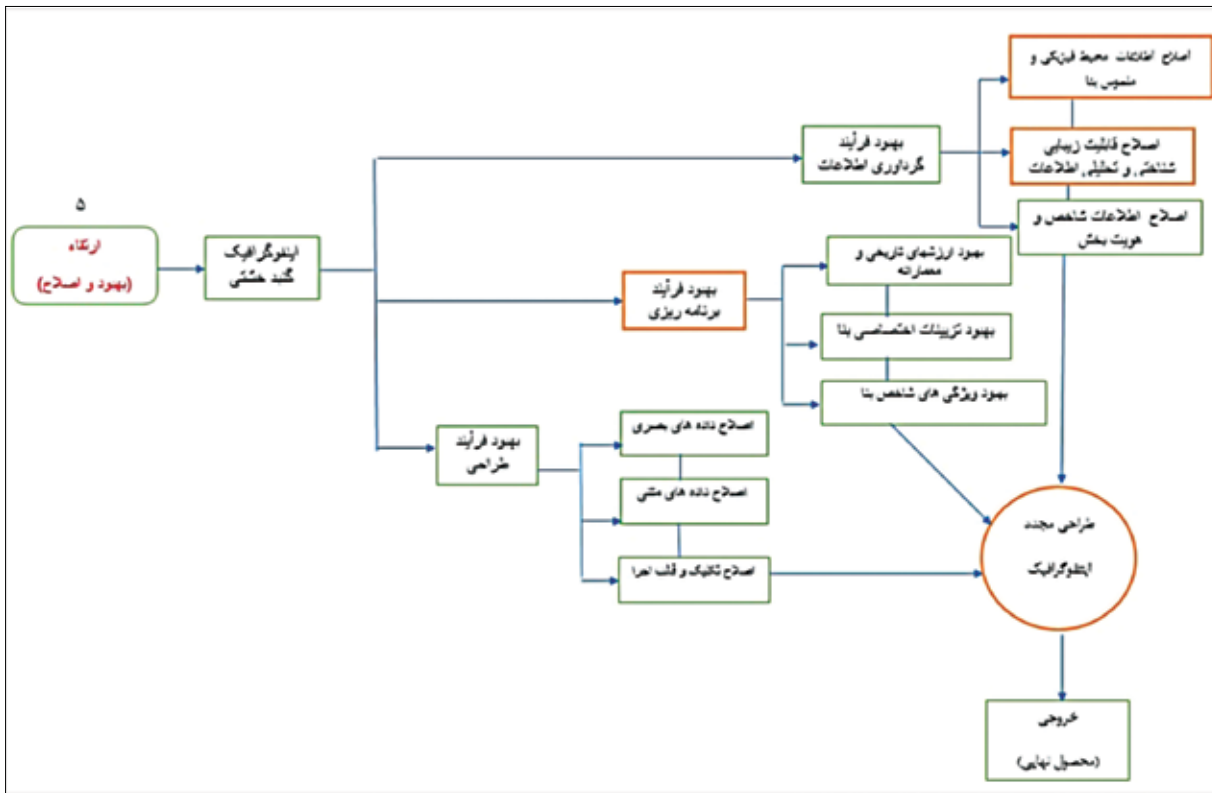 ۵
ارتقاء
(بهبود و اصلاح)
اینفوگرافیک
گنبد خشتی
بهبود فرآیند
گرداوری اطلاعات
اصلاح اطلاعات محیط فیزیکی و
ملموس بنا
اصلاح قابلیت زیبایی
شناختی و تحلیلی اطلاعات
اصلاح اطلاعات شاخص و
هویت بخش
بهبود فرآیند
برنامه ریزی
بهبود ارزشهای تاریخی و
معمارانه
بهبود تزیینات اختصاصی بنا
بهبود ویژگی های شاخص بنا
بهبود فرآیند
طراحی
اصلاح داده های بصری
اصلاح داده های متنی
اصلاح تکنیک و قالب اجرا
طراحی مجدد
اینفوگرافیک
خروجی
(محصول نهایی)